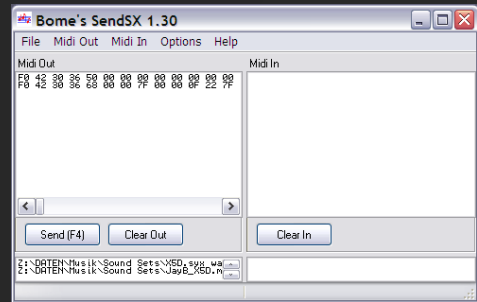 Bome's SendSX 1.30
File Midi Out Midi In Options Help
Midi Out
Midi In
F0 42 30 36 50 00 00 00 00 00 00 00 00
F0 42 30 36 68 00 00 7F 00 00 0F 22 7F
Send (F4)
Clear Out
Clear In
Z:\DATEN\Musik\Sound Sets\X5D.syx wa
Z:\DATEN\Musik\Sound Sets\JayB_X5D.m